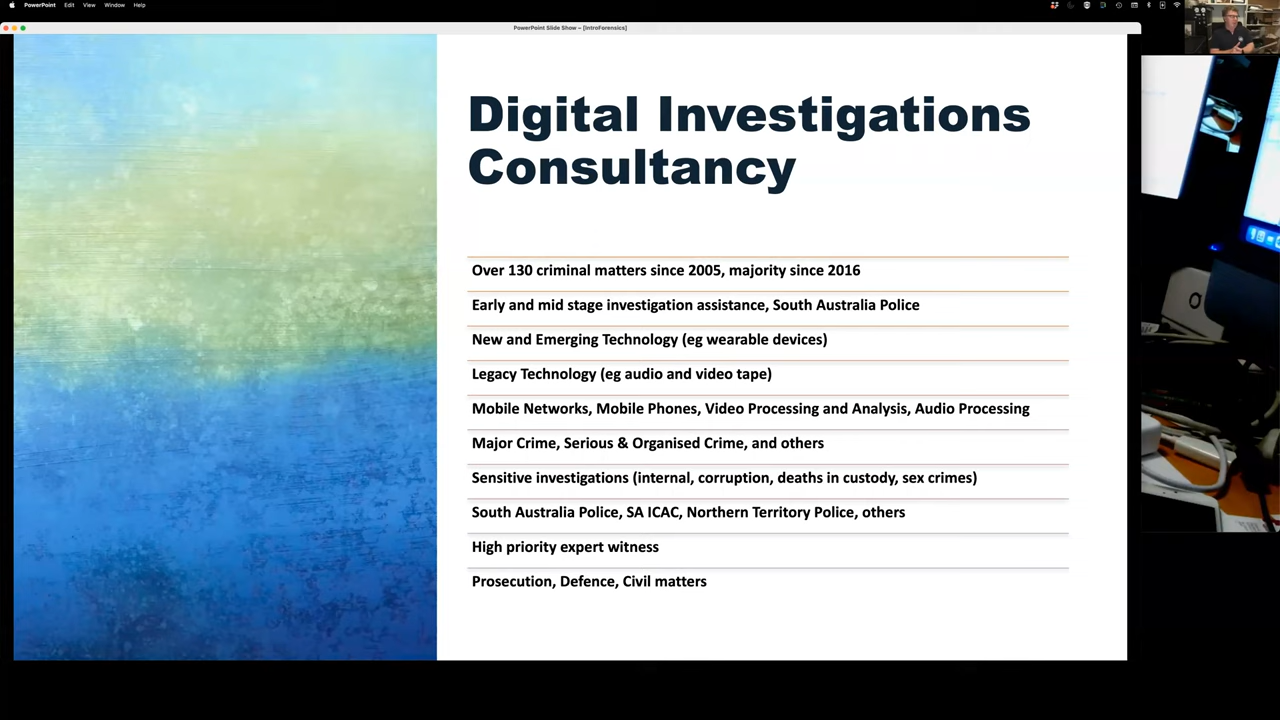 PowerPoint Edit View Window Help
PowerPoint Slide Show – [IntroForensics]
Digital Investigations
Consultancy
Over 130 criminal matters since 2005, majority since 2016
Early and mid stage investigation assistance, South Australia Police
New and Emerging Technology (eg wearable devices)
Legacy Technology (eg audio and video tape)
Mobile Networks, Mobile Phones, Video Processing and Analysis, Audio Processing
Major Crime, Serious & Organised Crime, and others
Sensitive investigations (internal, corruption, deaths in custody, sex crimes)
South Australia Police, SA ICAC, Northern Territory Police, others
High priority expert witness
Prosecution, Defence, Civil matters